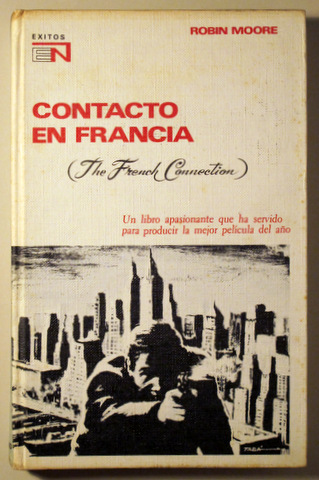 EXITOS
EN
ROBIN MOORE
CONTACTO
EN FRANCIA
(The French Connection)
Un libro apasionante que ha servido
para producir la mejor película del año